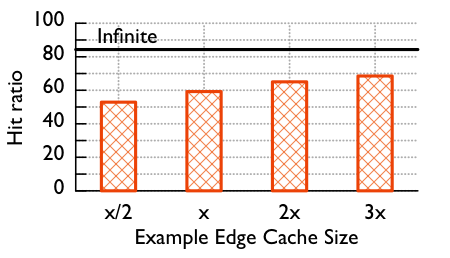 100
80
60
40
20
0
Hit ratio
Infinite
x/2 x 2x 3x
Example Edge Cache Size